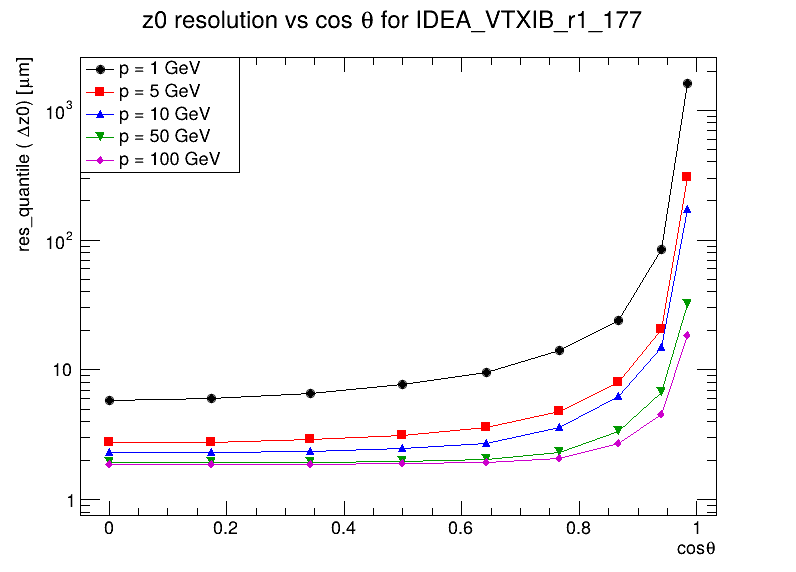 z0 resolution vs cos θ for IDEA_VTXIB_r1_177
res_quantile ( Δz0) [μm]
p = 1 GeV
p = 5 GeV
p = 10 GeV
p = 50 GeV
p = 100 GeV
10³
10²
10
1
0 0.2 0.4 0.6 0.8 1
cosθ